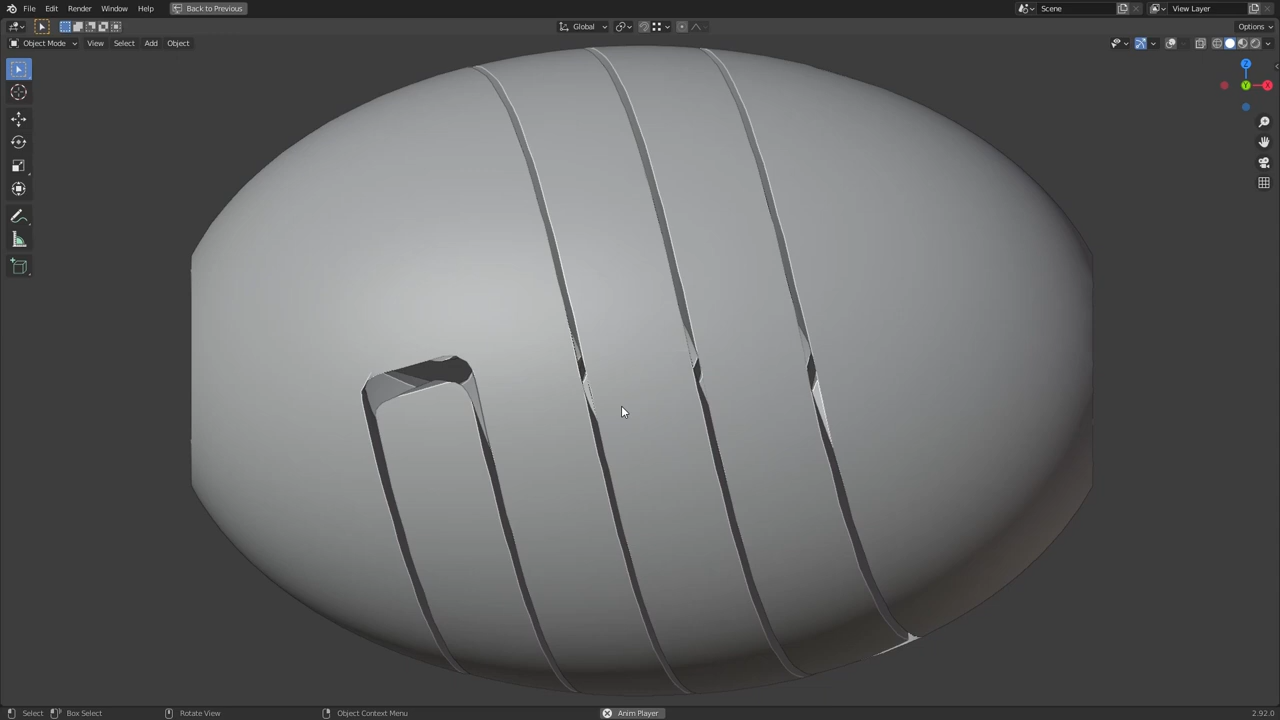 File Edit Render Window Help Back to Previous Scene View Layer
Global Options
Object Mode View Select Add Object
Z
Y X
Select Box Select Rotate View Object Context Menu Anim Player 2.92.0